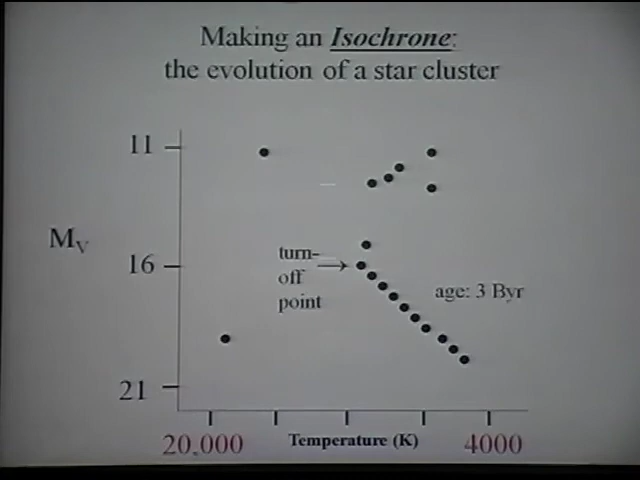 Making an Isochrone:
the evolution of a star cluster
11
M_V
16
21
turn-
off
point
age: 3 Byr
20,000
Temperature (K)
4000